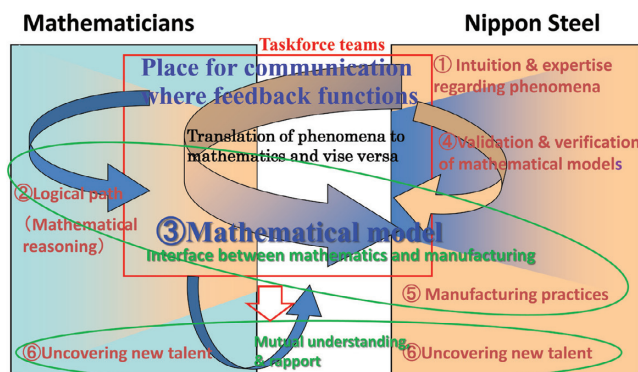 Mathematicians
Nippon Steel
Taskforce teams
Place for communication
where feedback functions
① Intuition & expertise
regarding phenomena
Translation of phenomena to
mathematics and vise versa
④Validation & verification
of mathematical models
②Logical path
（Mathematical
reasoning）
③Mathematical model
Interface between mathematics and manufacturing
⑤ Manufacturing practices
⑥Uncovering new talent
Mutual understanding
& rapport
⑥Uncovering new talent